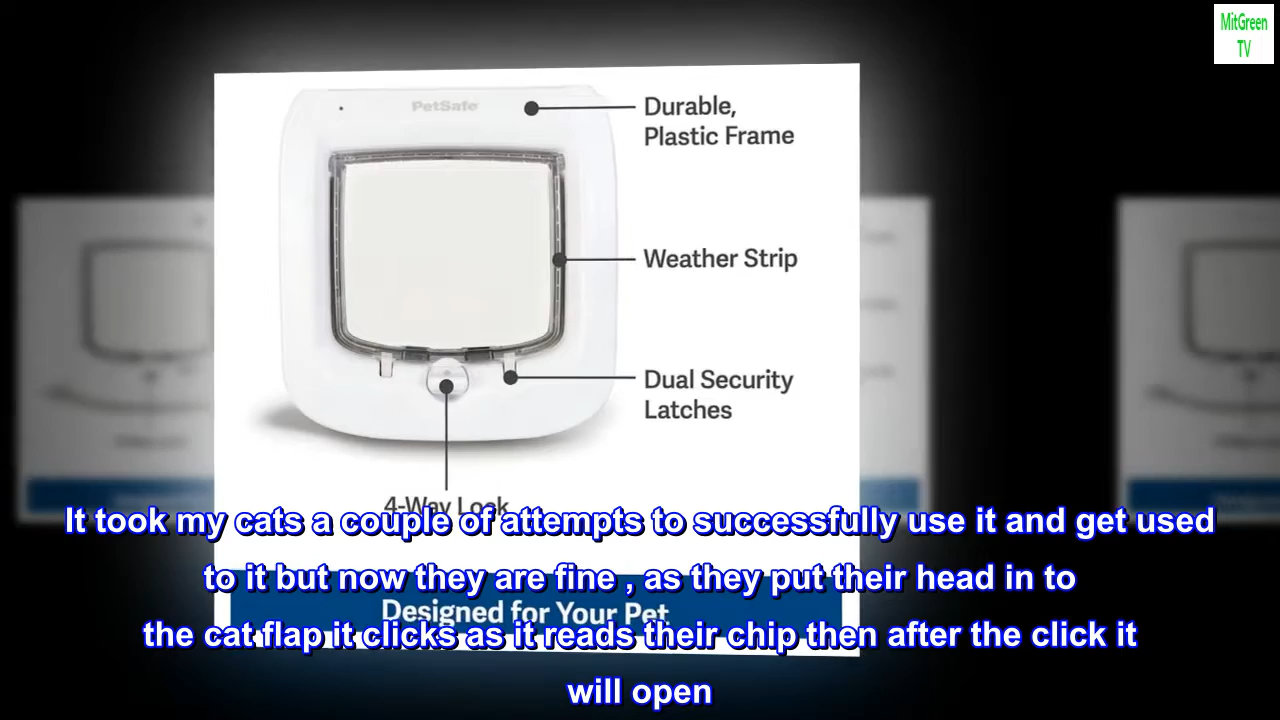 MitGreen
TV
PetSafe
Durable,
Plastic Frame
Weather Strip
Dual Security
Latches
4-Way Lock
It took my cats a couple of attempts to successfully use it and get used
to it but now they are fine , as they put their head in to
Designed for Your Pet
the cat flap it clicks as it reads their chip then after the click it
will open